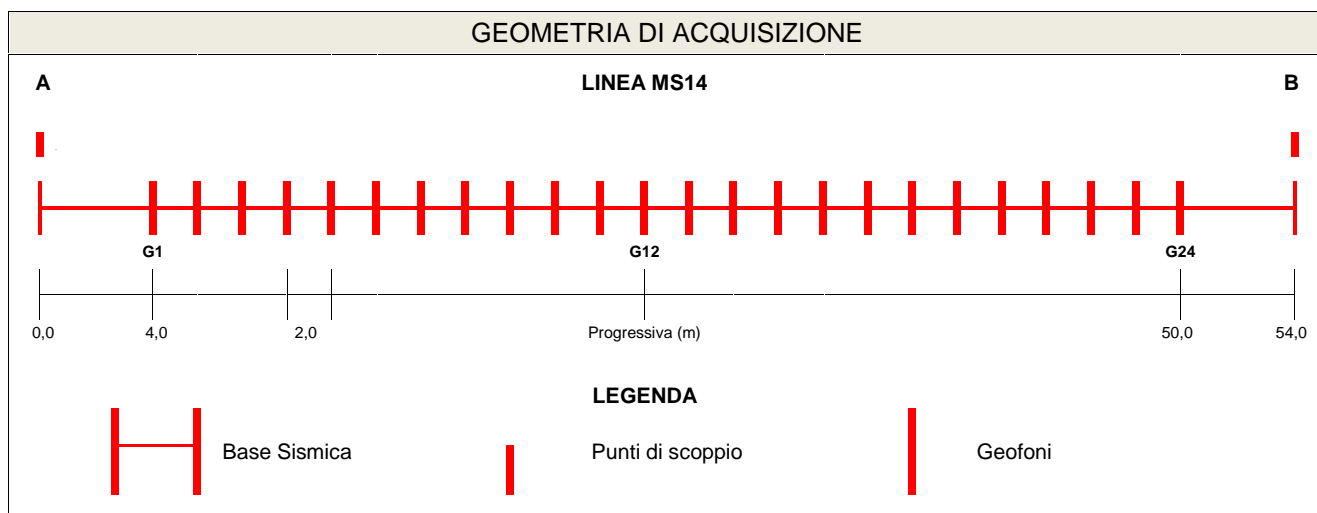 GEOMETRIA DI ACQUISIZIONE
A LINEA MS14 B
G1 G12 G24
0,0 4,0 2,0 Progressiva (m) 50,0 54,0
LEGENDA
Base Sismica Punti di scoppio Geofoni